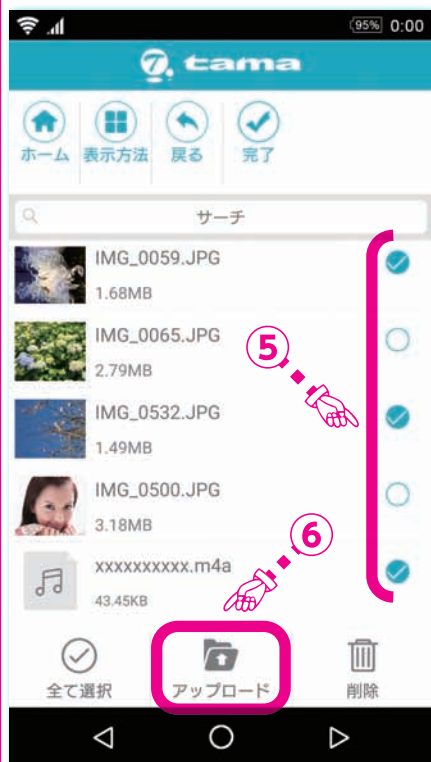 95% 0:00
tama
ホーム 表示方法 戻る 完了
サーチ
IMG_0059.JPG
1.68MB
IMG_0065.JPG
2.79MB
⑤
IMG_0532.JPG
1.49MB
IMG_0500.JPG
3.18MB
⑥
xxxxxxxxxx.m4a
43.45KB
全て選択 アップロード 削除